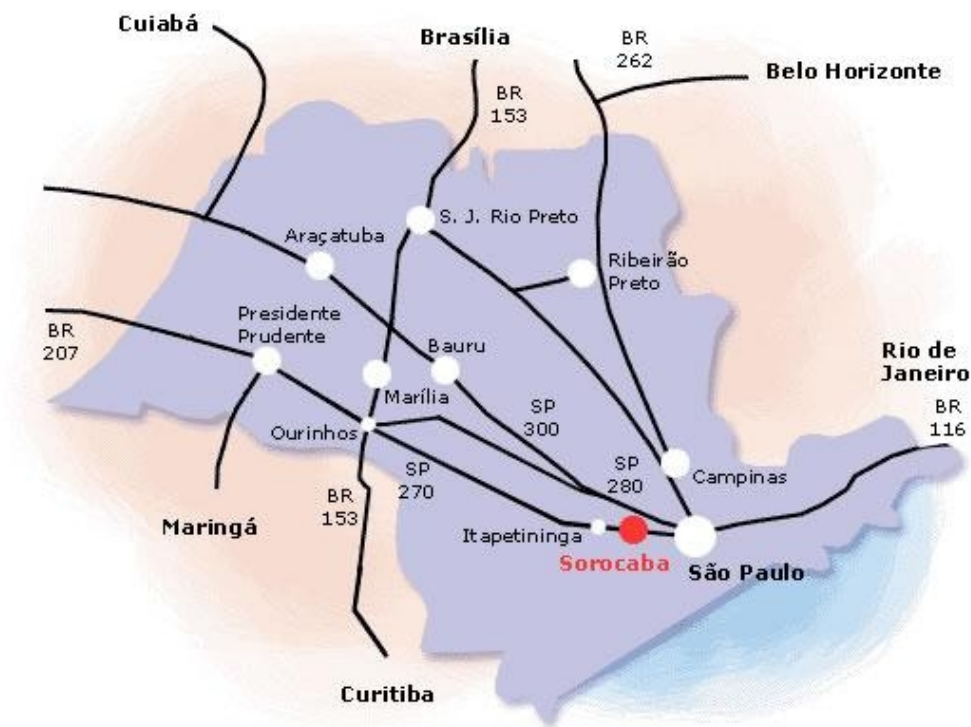 Cuiabá
Brasília
BR
262
Belo Horizonte
BR
153
S. J. Rio Preto
Araçatuba
Ribeirão
Preto
Presidente
Prudente
BR
207
Bauru
Rio de
Janeiro
Marília
BR
116
SP
300
Ourinhos
SP
270
SP
280
Campinas
BR
153
Maringá
Itapetininga
Sorocaba
São Paulo
Curitiba